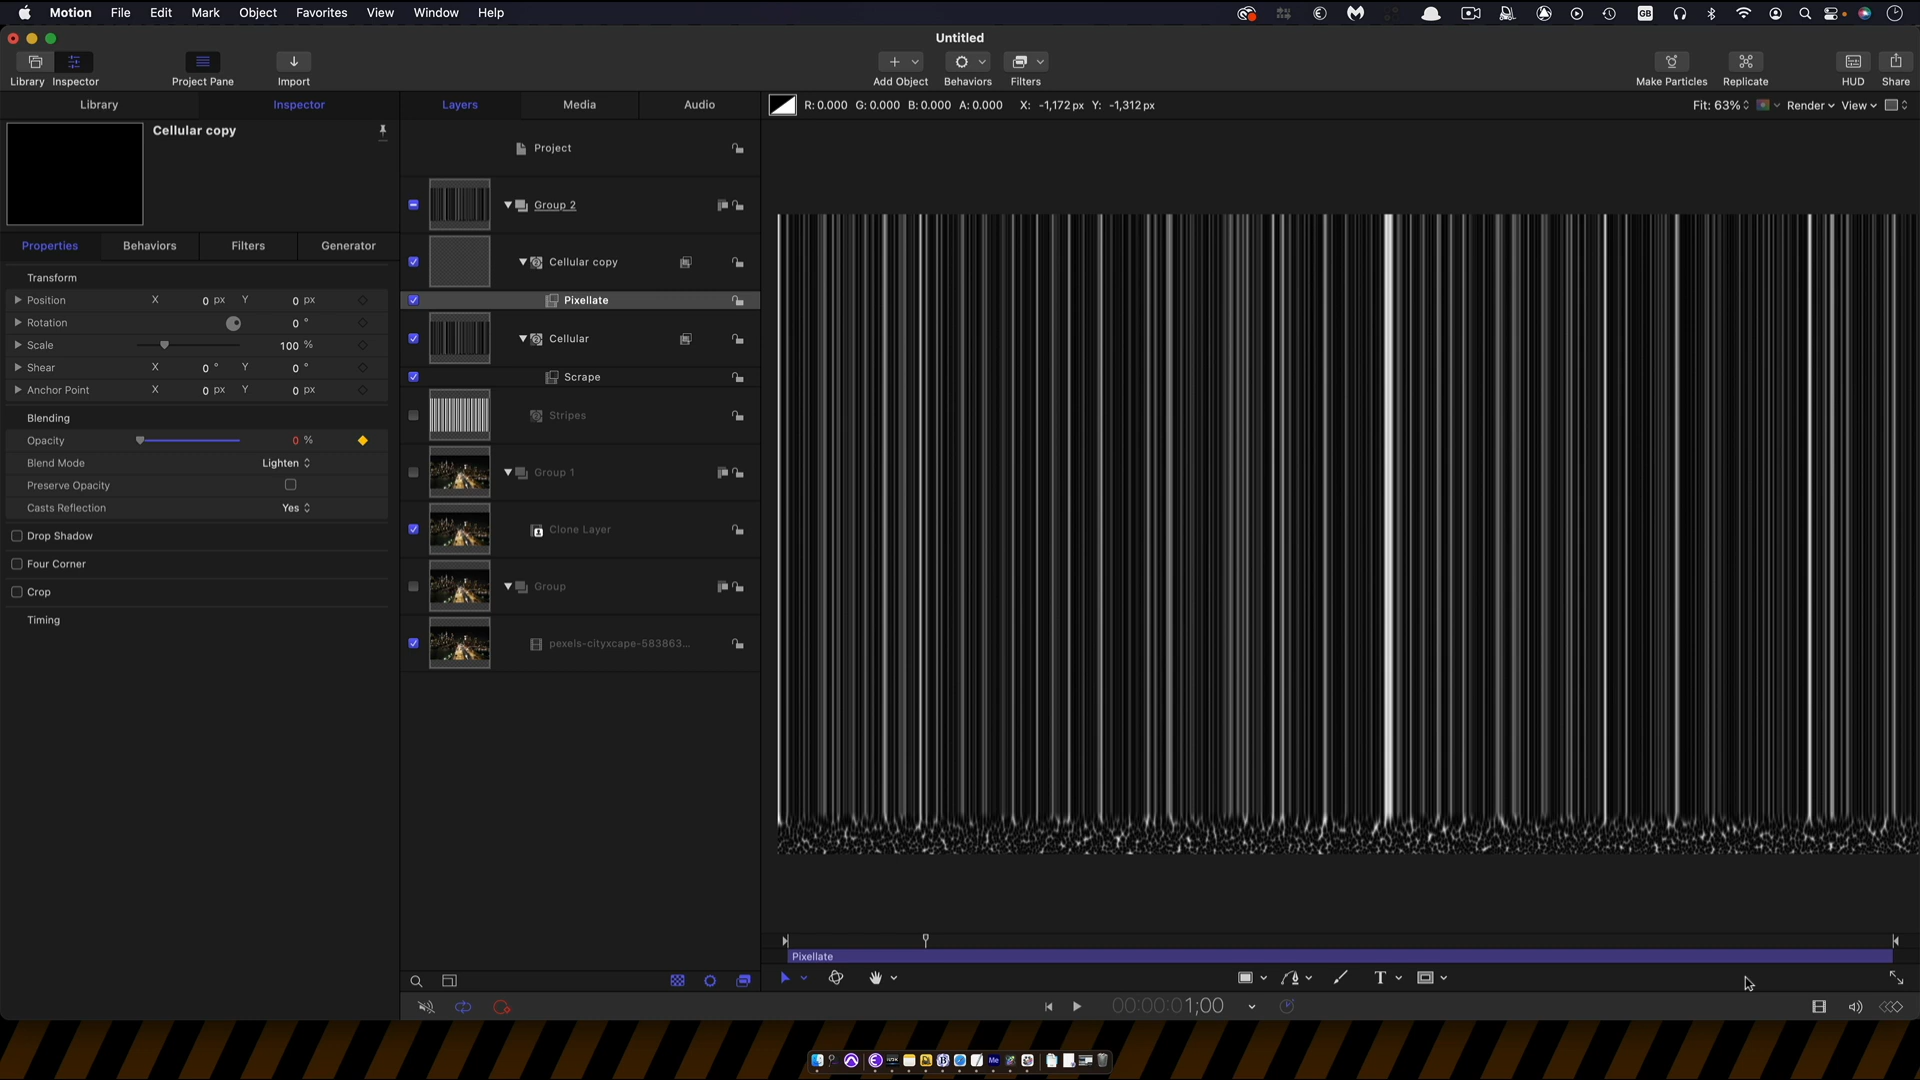 Motion File Edit Mark Object Favorites View Window Help
GB
Untitled
Library Inspector Project Pane Import Add Object Behaviors Filters Make Particles Replicate HUD Share
Library Inspector Layers Media Audio R: 0.000 G: 0.000 B: 0.000 A: 0.000 X: -1,172 px Y: -1,312 px Fit: 63% Render View
Cellular copy
Project
Group 2
Properties Behaviors Filters Generator
Cellular copy
Transform
Position X 0 px Y 0 px
Pixellate
Rotation 0 °
Scale 100 %
Cellular
Shear X 0 ° Y 0 °
Scrape
Anchor Point X 0 px Y 0 px
Blending
Stripes
Opacity 0 %
Blend Mode Lighten
Group 1
Preserve Opacity
Casts Reflection Yes
Clone Layer
Drop Shadow
Four Corner
Group
Crop
Timing
pexels-cityxcape-583863...
Pixellate
T
00:00:01;00
Me